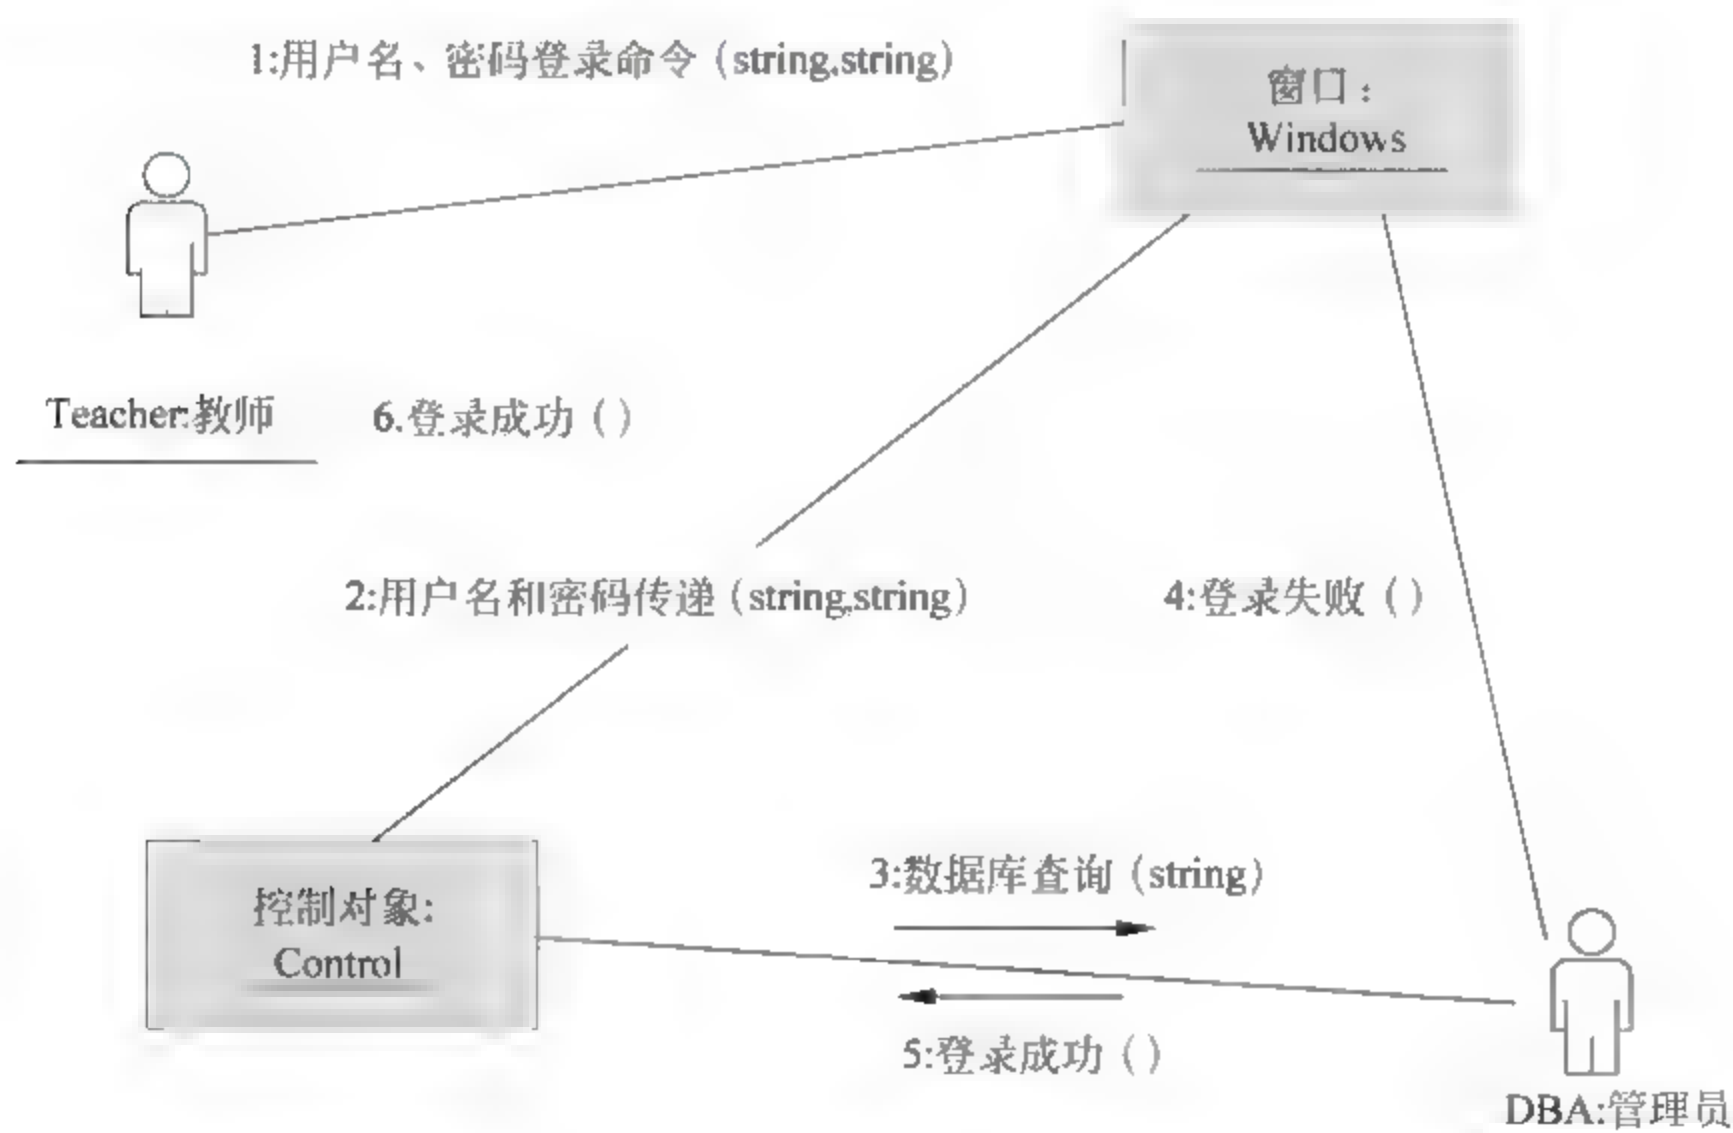 1:用户名、密码登录命令（string,string）
窗口：
Windows
Teacher:教师
6.登录成功（）
2:用户名和密码传递（string,string）
4:登录失败（）
控制对象:
Control
3:数据库查询（string）
5:登录成功（）
DBA:管理员